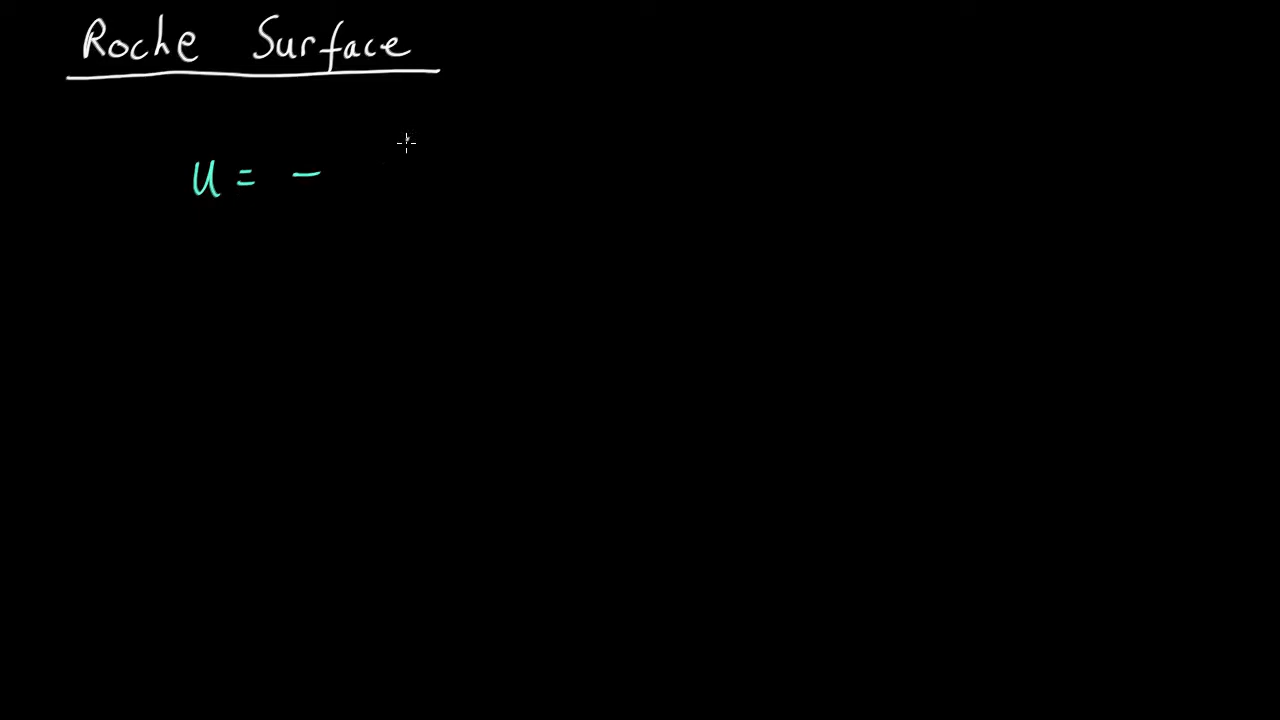 Roche Surface
U = -